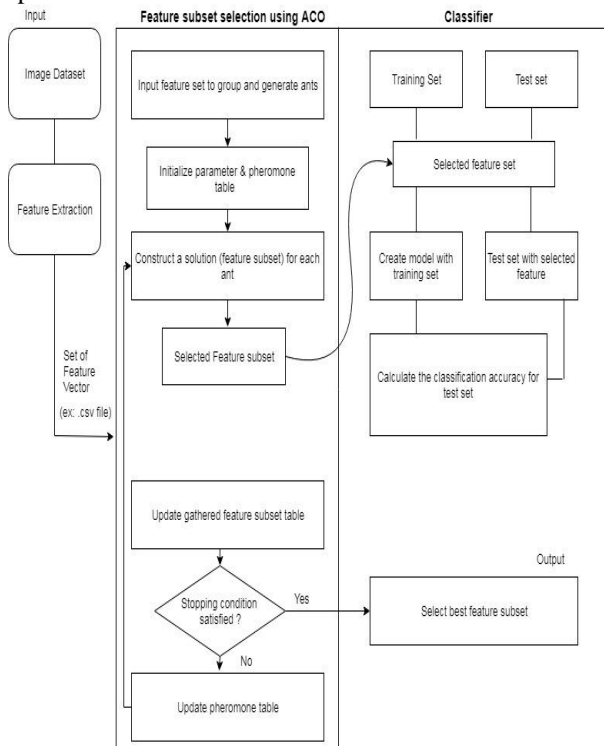 Input
Feature subset selection using ACO
Classifier
Image Dataset
Feature Extraction
Set of
Feature
Vector
(ex: .csv file)
Input feature set to group and generate ants
Initialize parameter & pheromone
table
Construct a solution (feature subset) for each
ant
Selected Feature subset
Update gathered feature subset table
Stopping condition
satisfied ?
Yes
No
Update pheromone table
Training Set
Test set
Selected feature set
Create model with
training set
Test set with selected
feature
Calculate the classification accuracy for
test set
Output
Select best feature subset